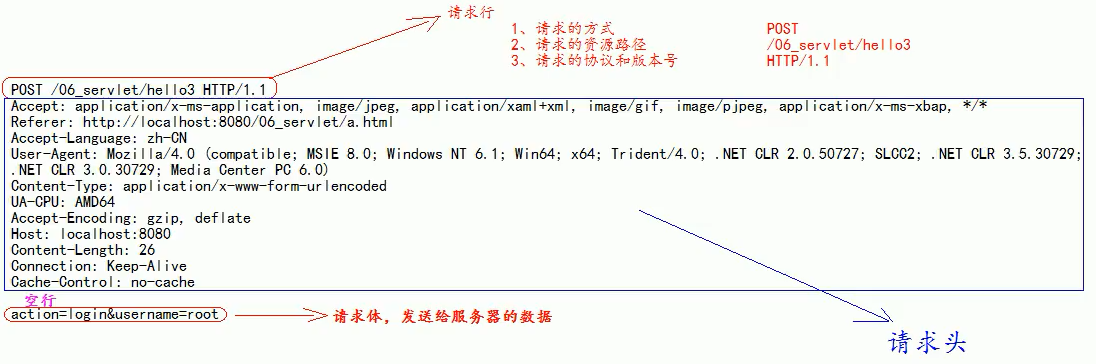 请求行
1、请求的方式 POST
2、请求的资源路径 /06_servlet/hello3
3、请求的协议和版本号 HTTP/1.1
POST /06_servlet/hello3 HTTP/1.1
Accept: application/x-ms-application, image/jpeg, application/xaml+xml, image/gif, image/pjpeg, application/x-ms-xbap, */*
Referer: http://localhost:8080/06_servlet/a.html
Accept-Language: zh-CN
User-Agent: Mozilla/4.0 (compatible; MSIE 8.0; Windows NT 6.1; Win64; x64; Trident/4.0; .NET CLR 2.0.50727; SLCC2; .NET CLR 3.5.30729;
.NET CLR 3.0.30729; Media Center PC 6.0)
Content-Type: application/x-www-form-urlencoded
UA-CPU: AMD64
Accept-Encoding: gzip, deflate
Host: localhost:8080
Content-Length: 26
Connection: Keep-Alive
Cache-Control: no-cache
空行
action=login&username=root
请求体，发送给服务器的数据
请求头